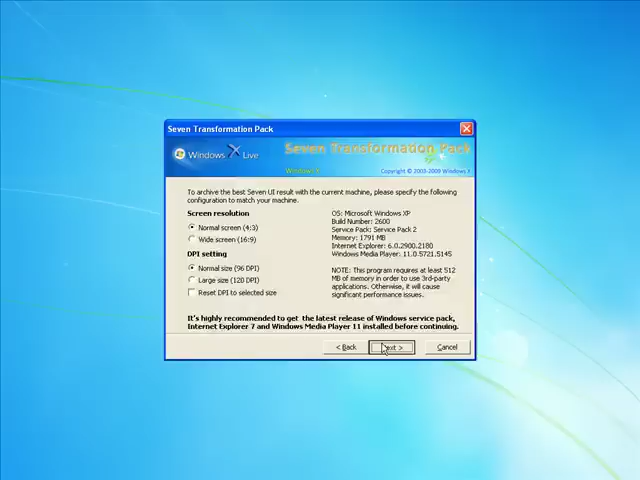 Seven Transformation Pack
Windows X Live
Seven Transformation Pack
Windows X
Copyright © 2003-2009 Windows X
To archive the best Seven UI result with the current machine, please specify the following
configuration to match your machine.
Screen resolution
Normal screen (4:3)
Wide screen (16:9)
DPI setting
Normal size (96 DPI)
Large size (120 DPI)
Reset DPI to selected size
OS: Microsoft Windows XP
Build Number: 2600
Service Pack: Service Pack 2
Memory: 1791 MB
Internet Explorer: 6.0.2900.2180
Windows Media Player: 11.0.5721.5145
NOTE: This program requires at least 512
MB of memory in order to use 3rd-party
applications. Otherwise, it will cause
significant performance issues.
It's highly recommended to get the latest release of Windows service pack,
Internet Explorer 7 and Windows Media Player 11 installed before continuing.
< Back
Next >
Cancel